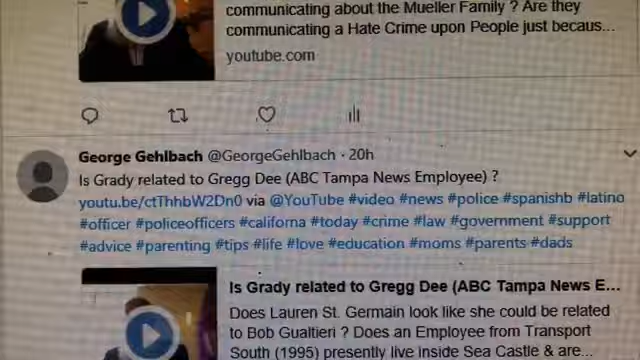 communicating about the Mueller Family ? Are they
communicating a Hate Crime upon People just becaus...
youtube.com
George Gehlbach @GeorgeGehlbach · 20h
Is Grady related to Gregg Dee (ABC Tampa News Employee) ?
youtu.be/ctThhbW2Dn0 via @YouTube #video #news #police #spanishb #latino
#officer #policeofficers #californa #today #crime #law #government #support
#advice #parenting #tips #life #love #education #moms #parents #dads
Is Grady related to Gregg Dee (ABC Tampa News E...
Does Lauren St. Germain look like she could be related
to Bob Gualtieri ? Does an Employee from Transport
South (1995) presently live inside Sea Castle & are...